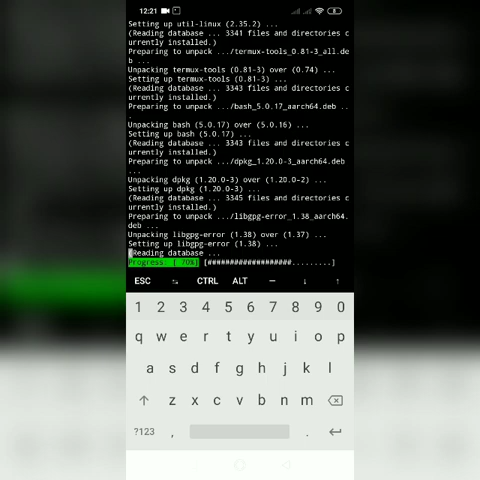 12:21
Setting up util-linux (2.35.2) ...
(Reading database ... 3341 files and directories c
urrently installed.)
Preparing to unpack .../termux-tools_0.81-3_all.de
b ...
Unpacking termux-tools (0.81-3) over (0.74) ...
Setting up termux-tools (0.81-3) ...
(Reading database ... 3343 files and directories c
urrently installed.)
Preparing to unpack .../bash_5.0.17_aarch64.deb ..
.
Unpacking bash (5.0.17) over (5.0.16) ...
Setting up bash (5.0.17) ...
(Reading database ... 3343 files and directories c
urrently installed.)
Preparing to unpack .../dpkg_1.20.0-3_aarch64.deb
...
Unpacking dpkg (1.20.0-3) over (1.20.0-2) ...
Setting up dpkg (1.20.0-3) ...
(Reading database ... 3345 files and directories c
urrently installed.)
Preparing to unpack .../libgpg-error_1.38_aarch64.
deb ...
Unpacking libgpg-error (1.38) over (1.37) ...
Setting up libgpg-error (1.38) ...
(Reading database ...
Progress: [ 70%] [##################.........]
ESC CTRL ALT – ↓ ↑
1 2 3 4 5 6 7 8 9 0
q w e r t y u i o p
a s d f g h j k l
z x c v b n m
?123 , .